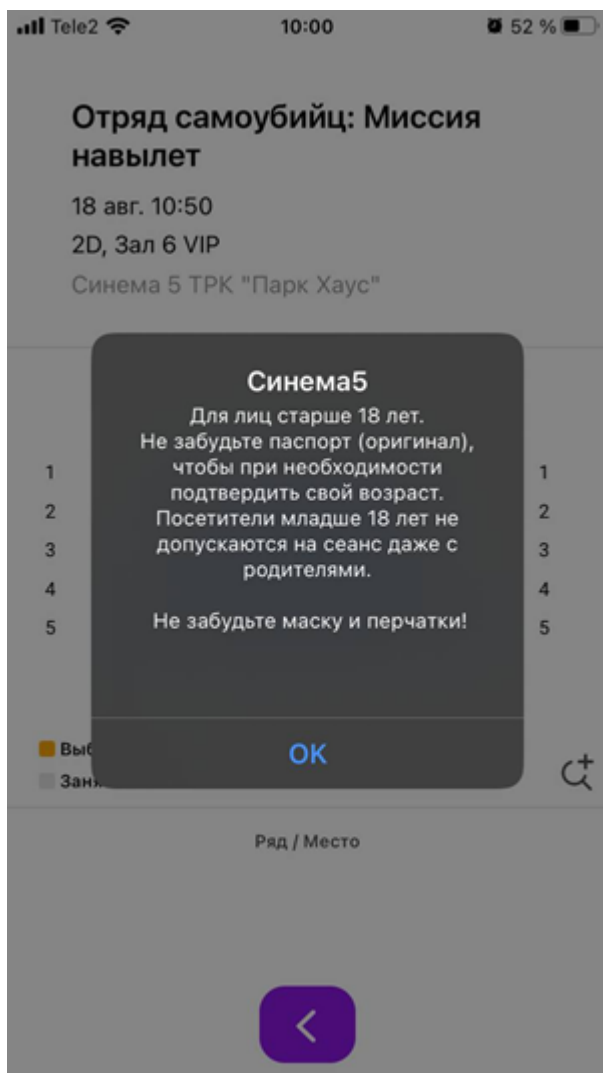 Tele2 10:00 52 %
Отряд самоубийц: Миссия
навылет
18 авг. 10:50
2D, Зал 6 VIP
Синема 5 ТРК "Парк Хаус"
Синема5
Для лиц старше 18 лет.
Не забудьте паспорт (оригинал),
чтобы при необходимости
подтвердить свой возраст.
Посетители младше 18 лет не
допускаются на сеанс даже с
родителями.
Не забудьте маску и перчатки!
1 1
2 2
3 3
4 4
5 5
OK
Ряд / Место